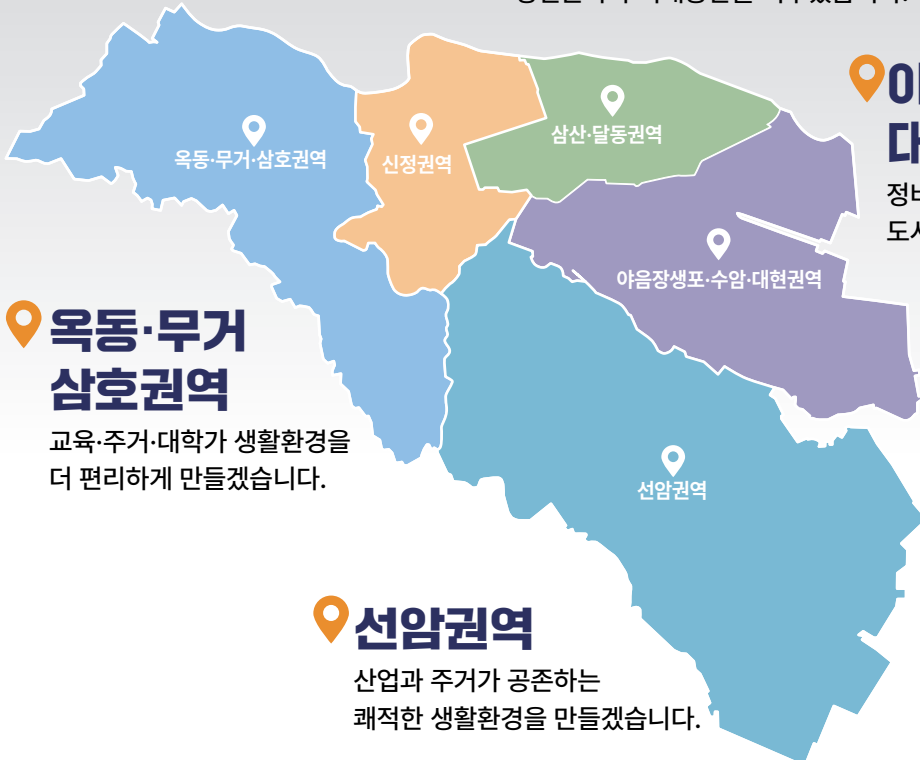 옥동·무거·삼호권역
신정권역
삼산·달동권역
야음장생포·수암·대현권역
선암권역
옥동·무거
삼호권역
교육·주거·대학가 생활환경을
더 편리하게 만들겠습니다.
선암권역
산업과 주거가 공존하는
쾌적한 생활환경을 만들겠습니다.